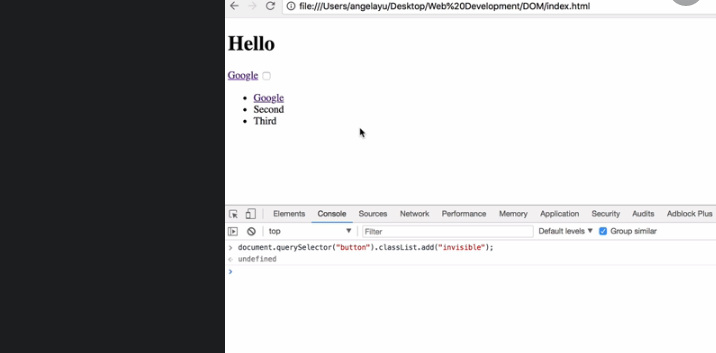 file:///Users/angelayu/Desktop/Web%20Development/DOM/index.html
Hello
Google
Google
Second
Third
Elements Console Sources Network Performance Memory Application Security Audits Adblock Plus
top Filter Default levels Group similar
document.querySelector("button").classList.add("invisible");
undefined